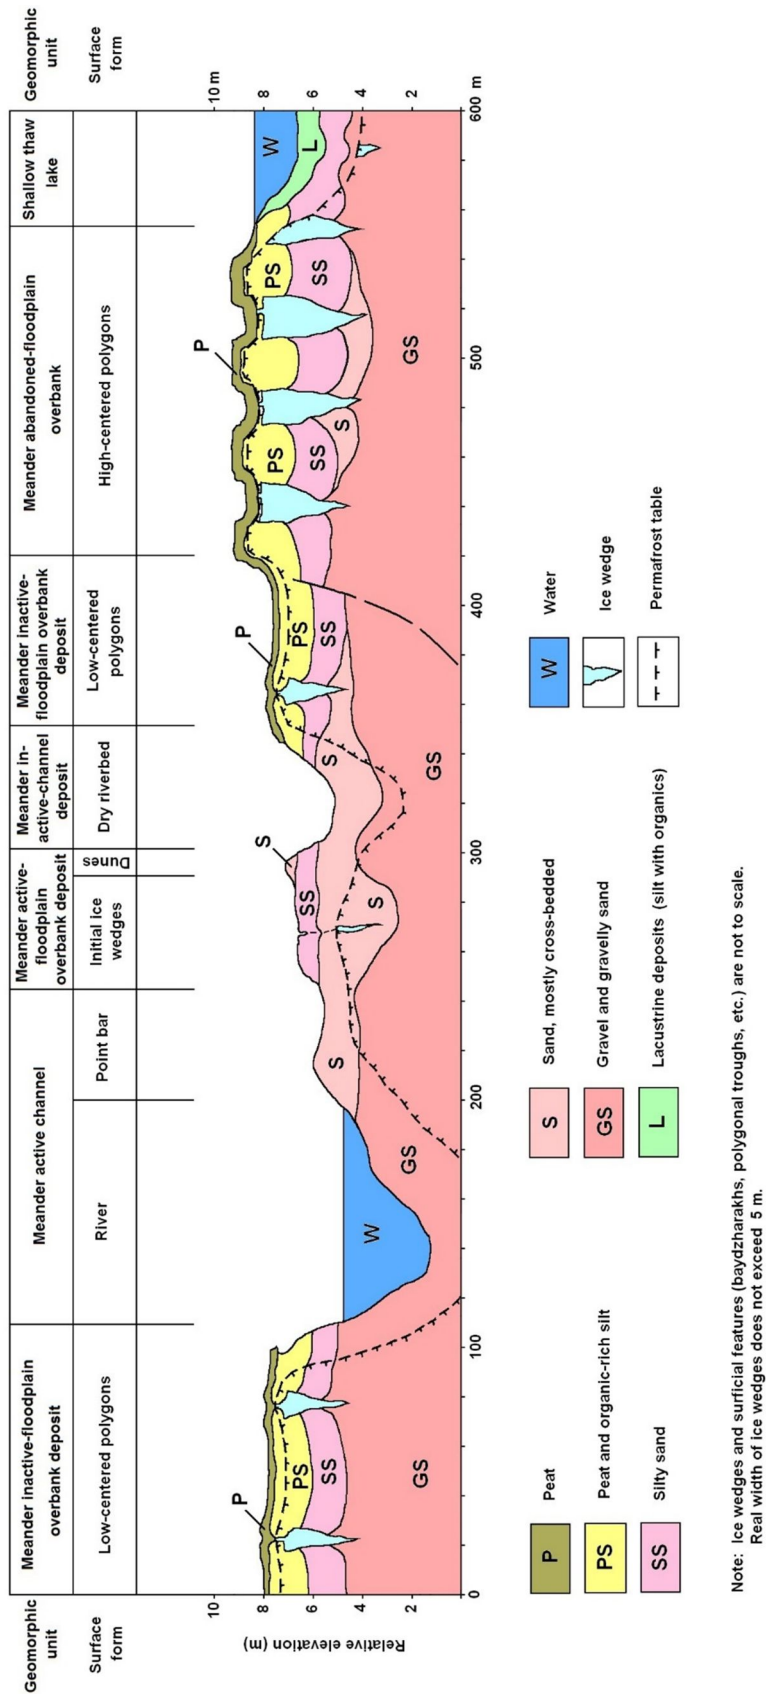 Geomorphic
unit
Meander inactive-floodplain
overbank deposit
Meander active channel
Meander active-
floodplain
overbank deposit
Meander in-
active-channel
deposit
Meander inactive-
floodplain overbank
deposit
Meander abandoned-floodplain
overbank
Shallow thaw
lake
Geomorphic
unit
Surface
form
Low-centered polygons
River
Point bar
Initial ice
wedges
Dunes
Dry riverbed
Low-centered
polygons
High-centered polygons
Surface
form
Relative elevation (m)
10
8
6
4
2
0
100
200
300
400
500
600 m
10 m
8
6
4
2
P
PS
SS
GS
W
GS
S
SS
S
S
S
GS
P
PS
SS
PS
SS
S
P
GS
PS
SS
W
L
P
Peat
S
Sand, mostly cross-bedded
W
Water
PS
Peat and organic-rich silt
GS
Gravel and gravelly sand
Ice wedge
SS
Silty sand
L
Lacustrine deposits (silt with organics)
Permafrost table
Note: Ice wedges and surficial features (baydzharakhs, polygonal troughs, etc.) are not to scale.
Real width of ice wedges does not exceed 5 m.